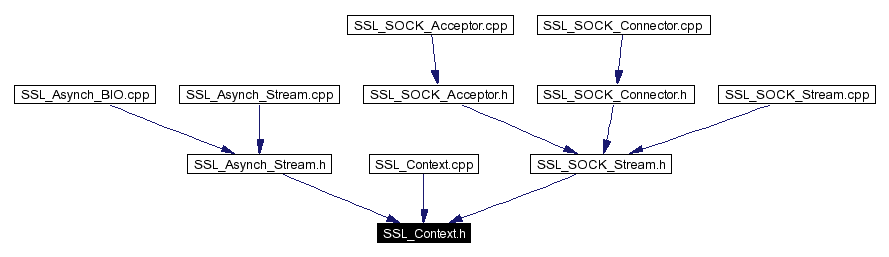 SSL_SOCK_Acceptor.cpp
SSL_SOCK_Connector.cpp
SSL_Asynch_BIO.cpp
SSL_Asynch_Stream.cpp
SSL_SOCK_Acceptor.h
SSL_SOCK_Connector.h
SSL_SOCK_Stream.cpp
SSL_Asynch_Stream.h
SSL_Context.cpp
SSL_SOCK_Stream.h
SSL_Context.h